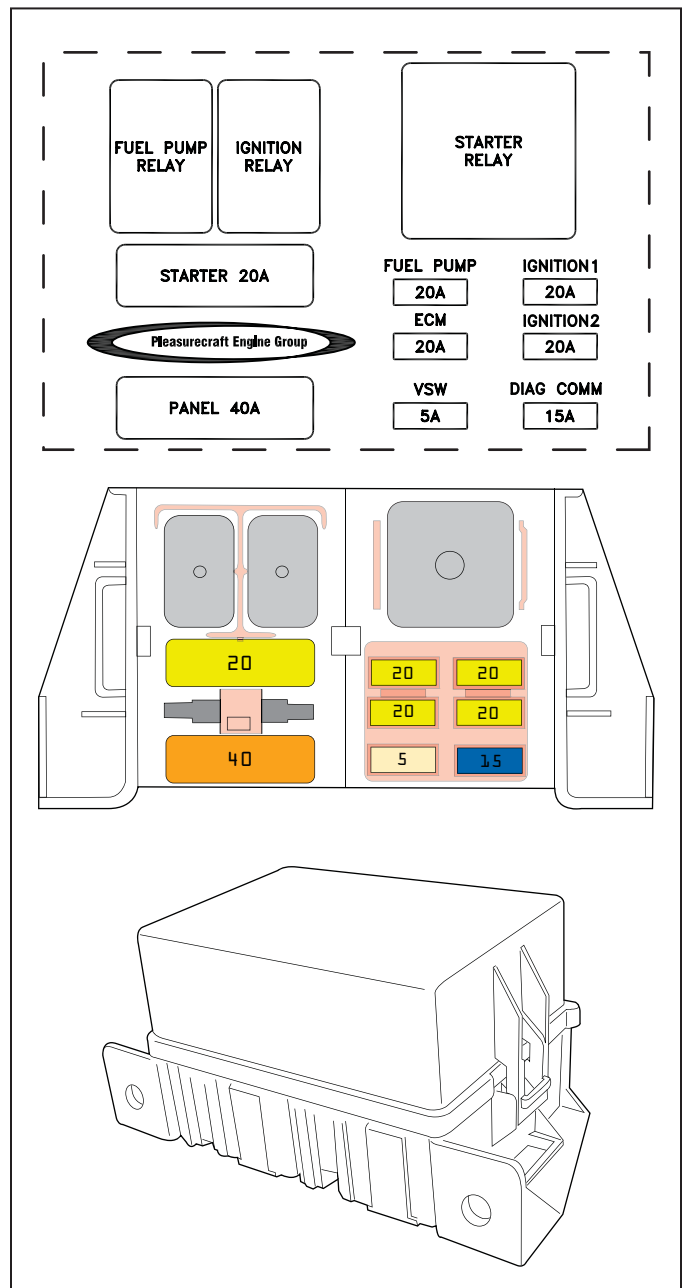 FUEL PUMP
RELAY
IGNITION
RELAY
STARTER
RELAY
STARTER 20A
FUEL PUMP
20A
IGNITION1
20A
Pleasurecraft Engine Group
ECM
20A
IGNITION2
20A
PANEL 40A
VSW
5A
DIAG COMM
15A
20
20
20
20
20
40
5
15